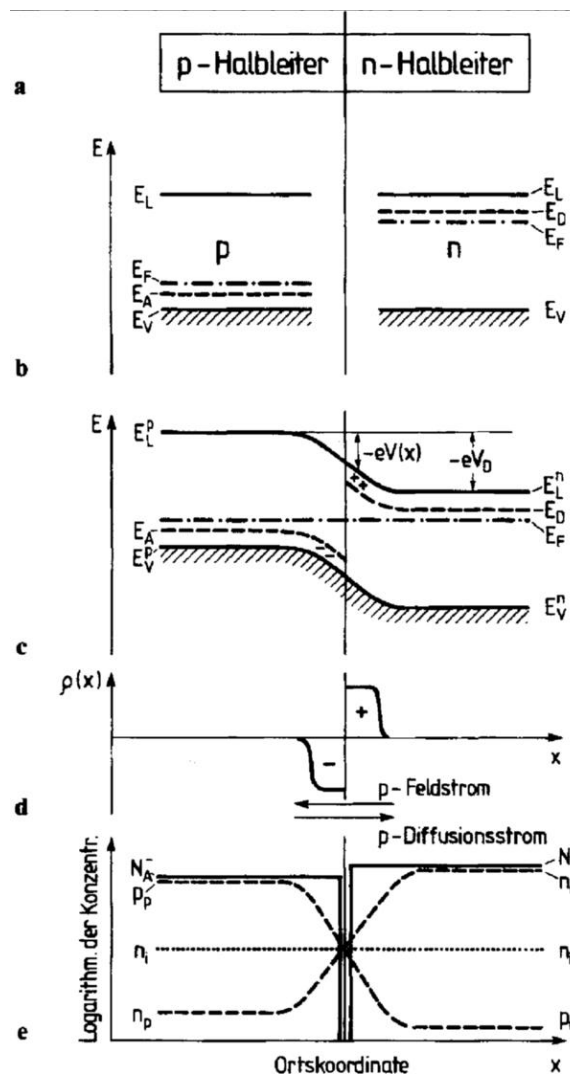 p-Halbleiter n-Halbleiter
a
E
E_L E_L
E_D
p n E_F
E_F
E_A
E_V E_V
b
E E_L^p
-eV(x) -eV_D
++ E_L^n
E_D
E_F
E_A
E_V^p --
E_V^n
c
ρ(x)
+
- x
p-Feldstrom
d
p-Diffusionsstrom
Logarithm. der Konzentr.
N_A^- N
p_p n
n_i n
n_p p
e
Ortskoordinate x